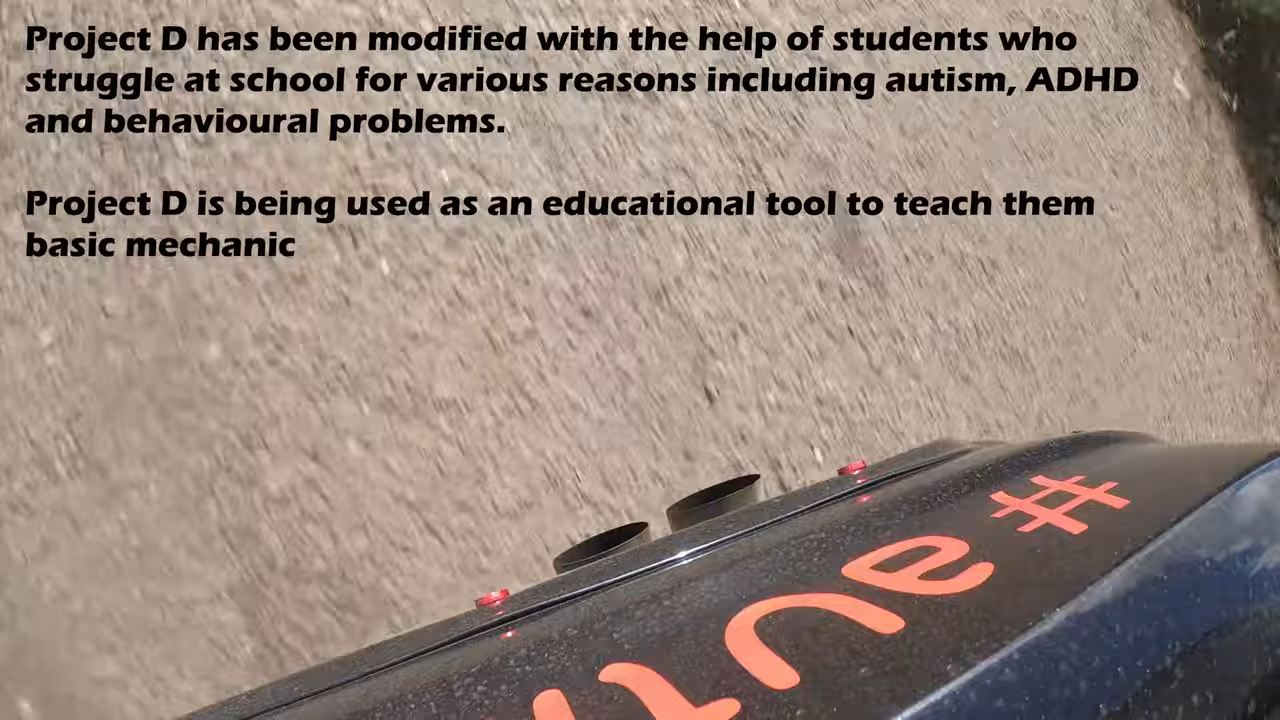 Project D has been modified with the help of students who
struggle at school for various reasons including autism, ADHD
and behavioural problems.
Project D is being used as an educational tool to teach them
basic mechanic